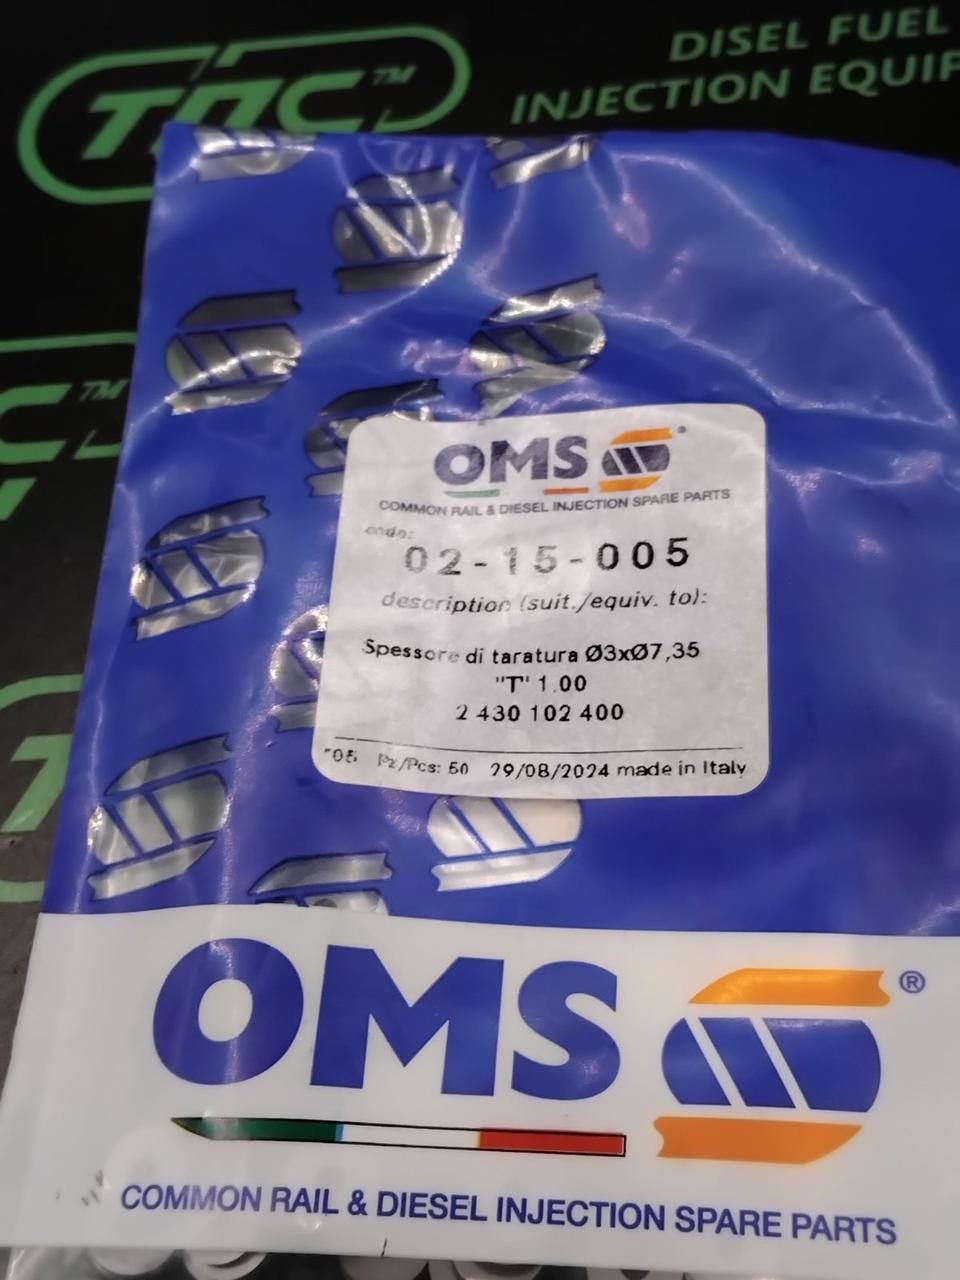 TNC™
DISEL FUEL
INJECTION EQUIP
C™
OMS®
COMMON RAIL & DIESEL INJECTION SPARE PARTS
code:
02-15-005
description (suit./equiv. to):
Spessore di taratura Ø3xØ7,35
"T" 1.00
2 430 102 400
Pz/Pcs: 50 29/08/2024 made in Italy
OMS®
COMMON RAIL & DIESEL INJECTION SPARE PARTS